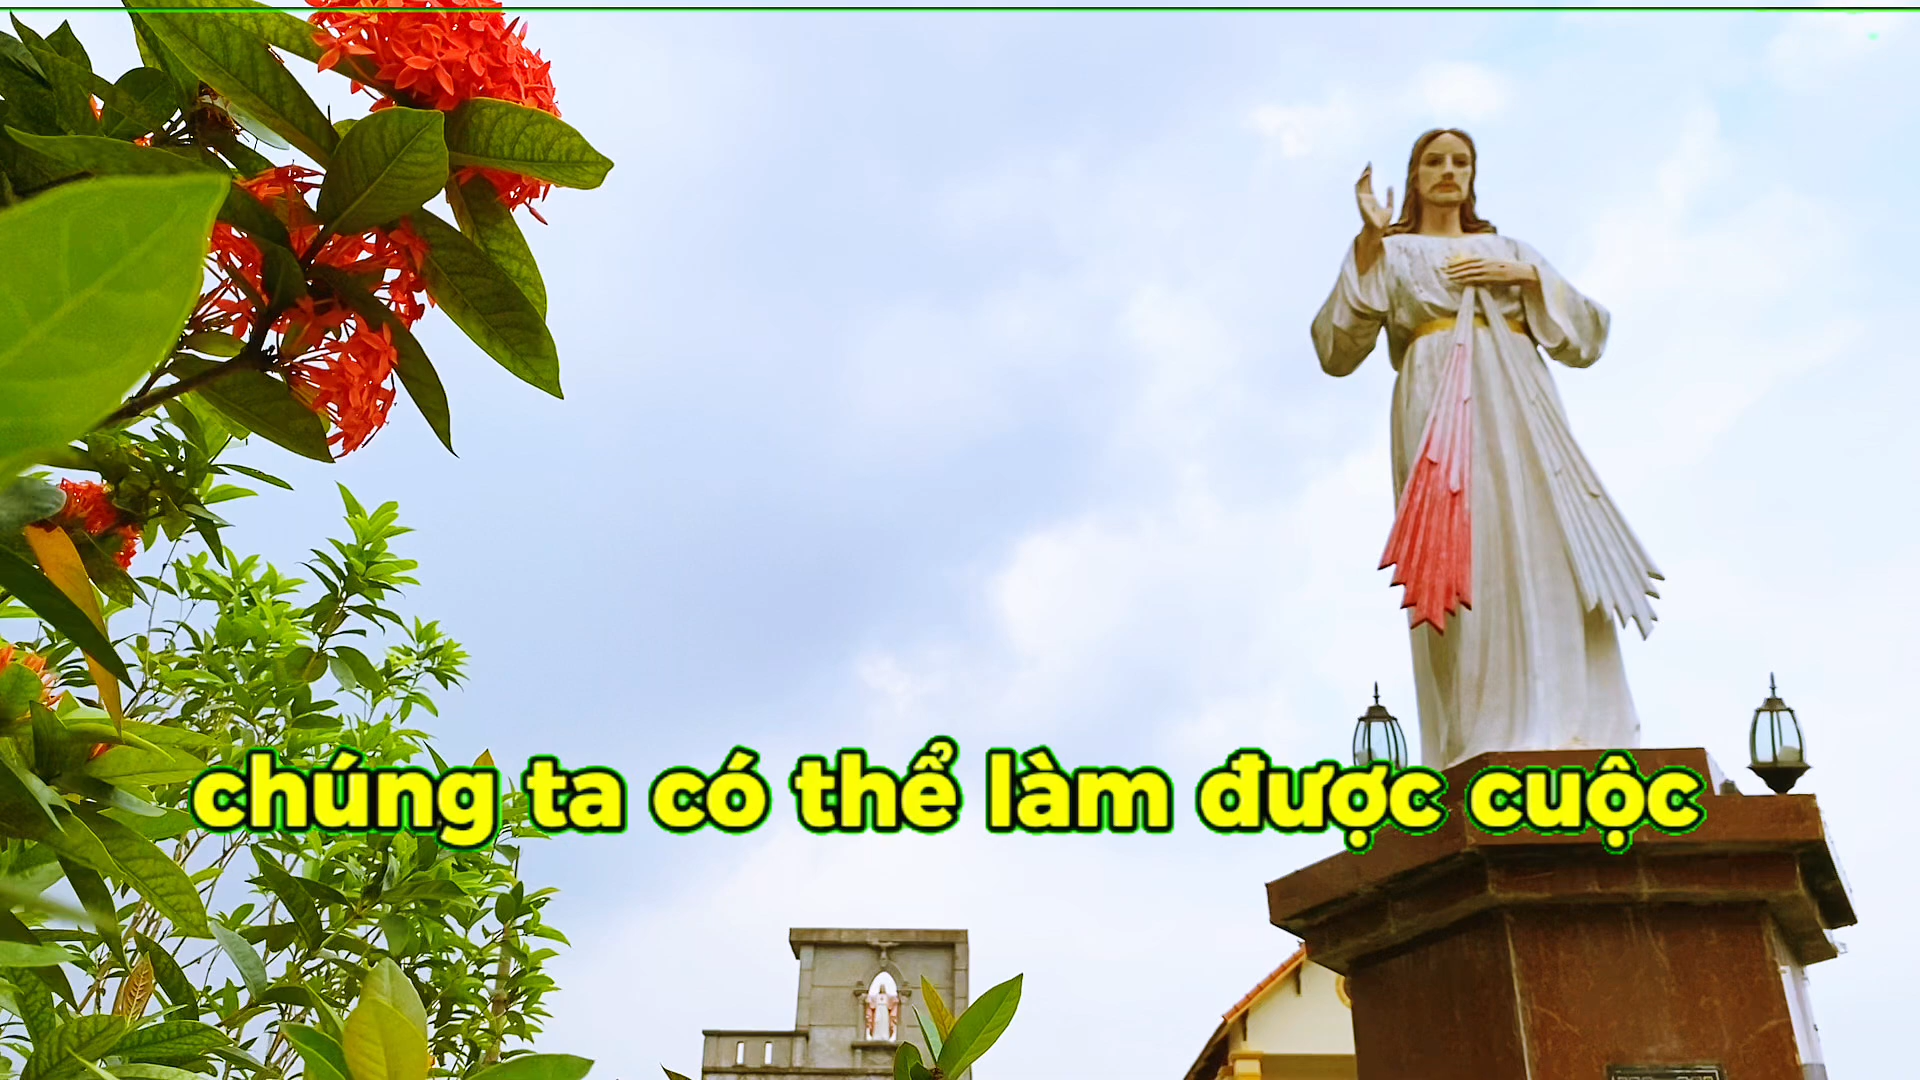 chúng ta có thể làm được cuộc